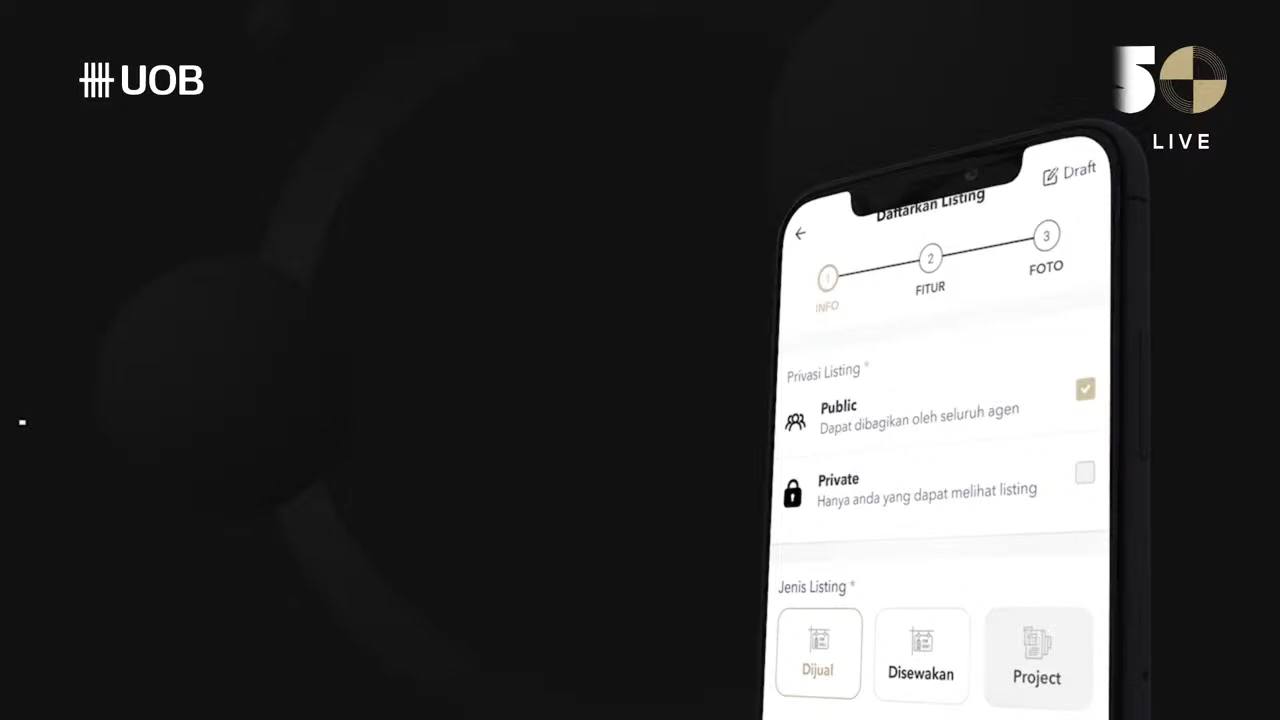 UOB
50
LIVE
Draft
Daftarkan Listing
1
2
3
INFO
FITUR
FOTO
Privasi Listing *
Public
Dapat dibagikan oleh seluruh agen
Private
Hanya anda yang dapat melihat listing
Jenis Listing *
Dijual
Disewakan
Project